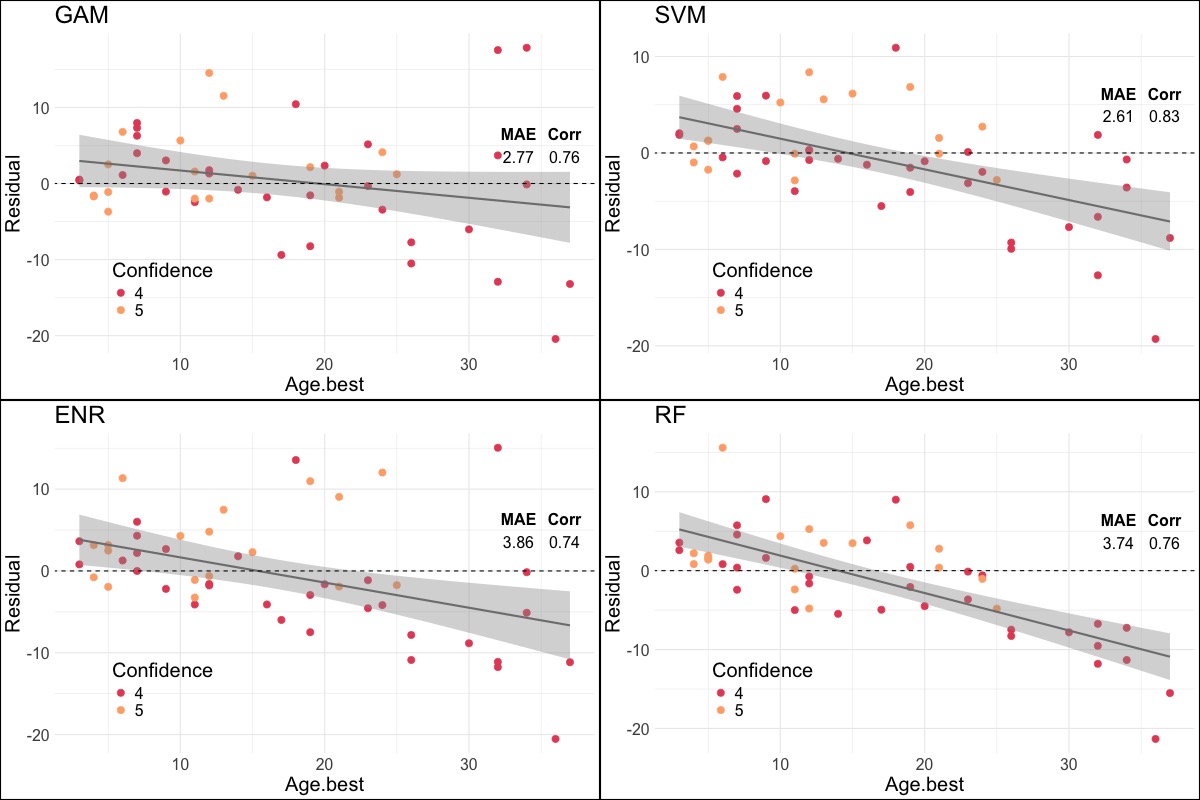 GAM
10
0
-10
-20
Residual
MAE Corr
2.77 0.76
Confidence
4
5
10 20 30
Age.best
SVM
10
0
-10
-20
Residual
MAE Corr
2.61 0.83
Confidence
4
5
10 20 30
Age.best
ENR
10
0
-10
-20
Residual
MAE Corr
3.86 0.74
Confidence
4
5
10 20 30
Age.best
RF
10
0
-10
-20
Residual
MAE Corr
3.74 0.76
Confidence
4
5
10 20 30
Age.best